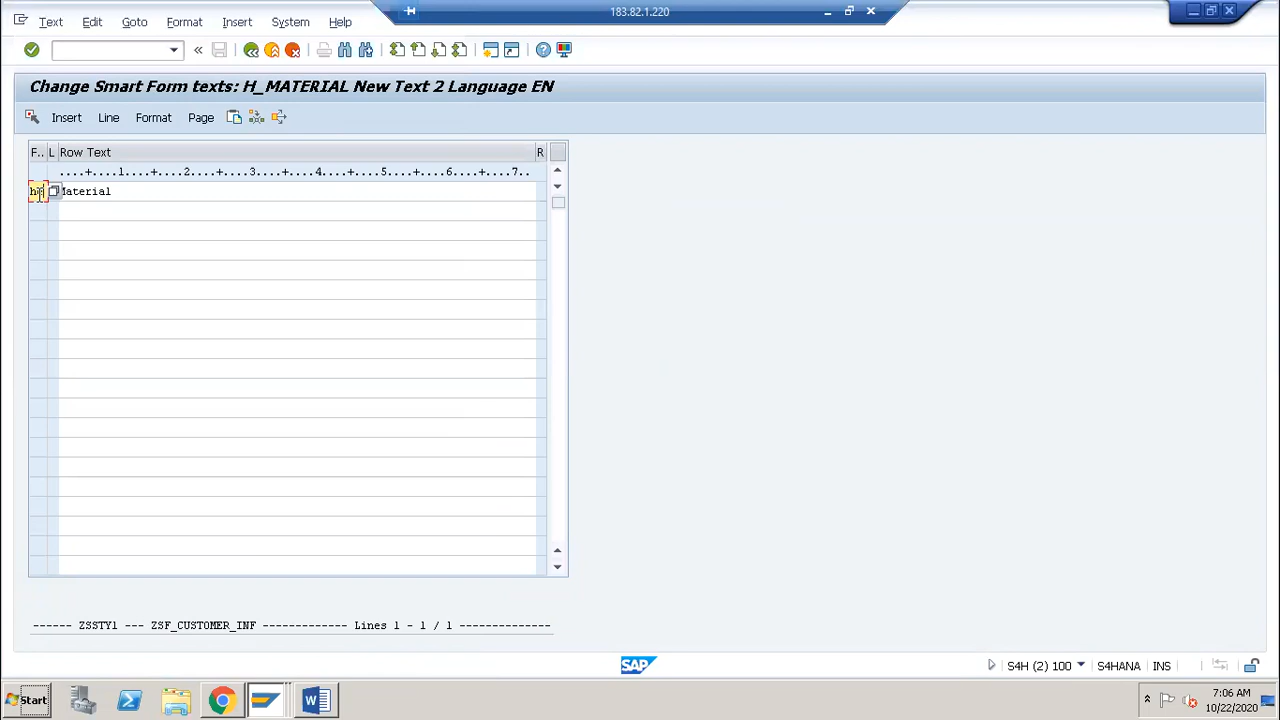 183.82.1.220
Text Edit Goto Format Insert System Help
Change Smart Form texts: H_MATERIAL New Text 2 Language EN
Insert Line Format Page
F.. L Row Text R
....+....1....+....2....+....3....+....4....+....5....+....6....+....7..
Material
------ ZSSTY1 --- ZSF_CUSTOMER_INF ------------- Lines 1 - 1 / 1 --------------
SAP
S4H (2) 100 S4HANA INS
Start
7:06 AM
10/22/2020